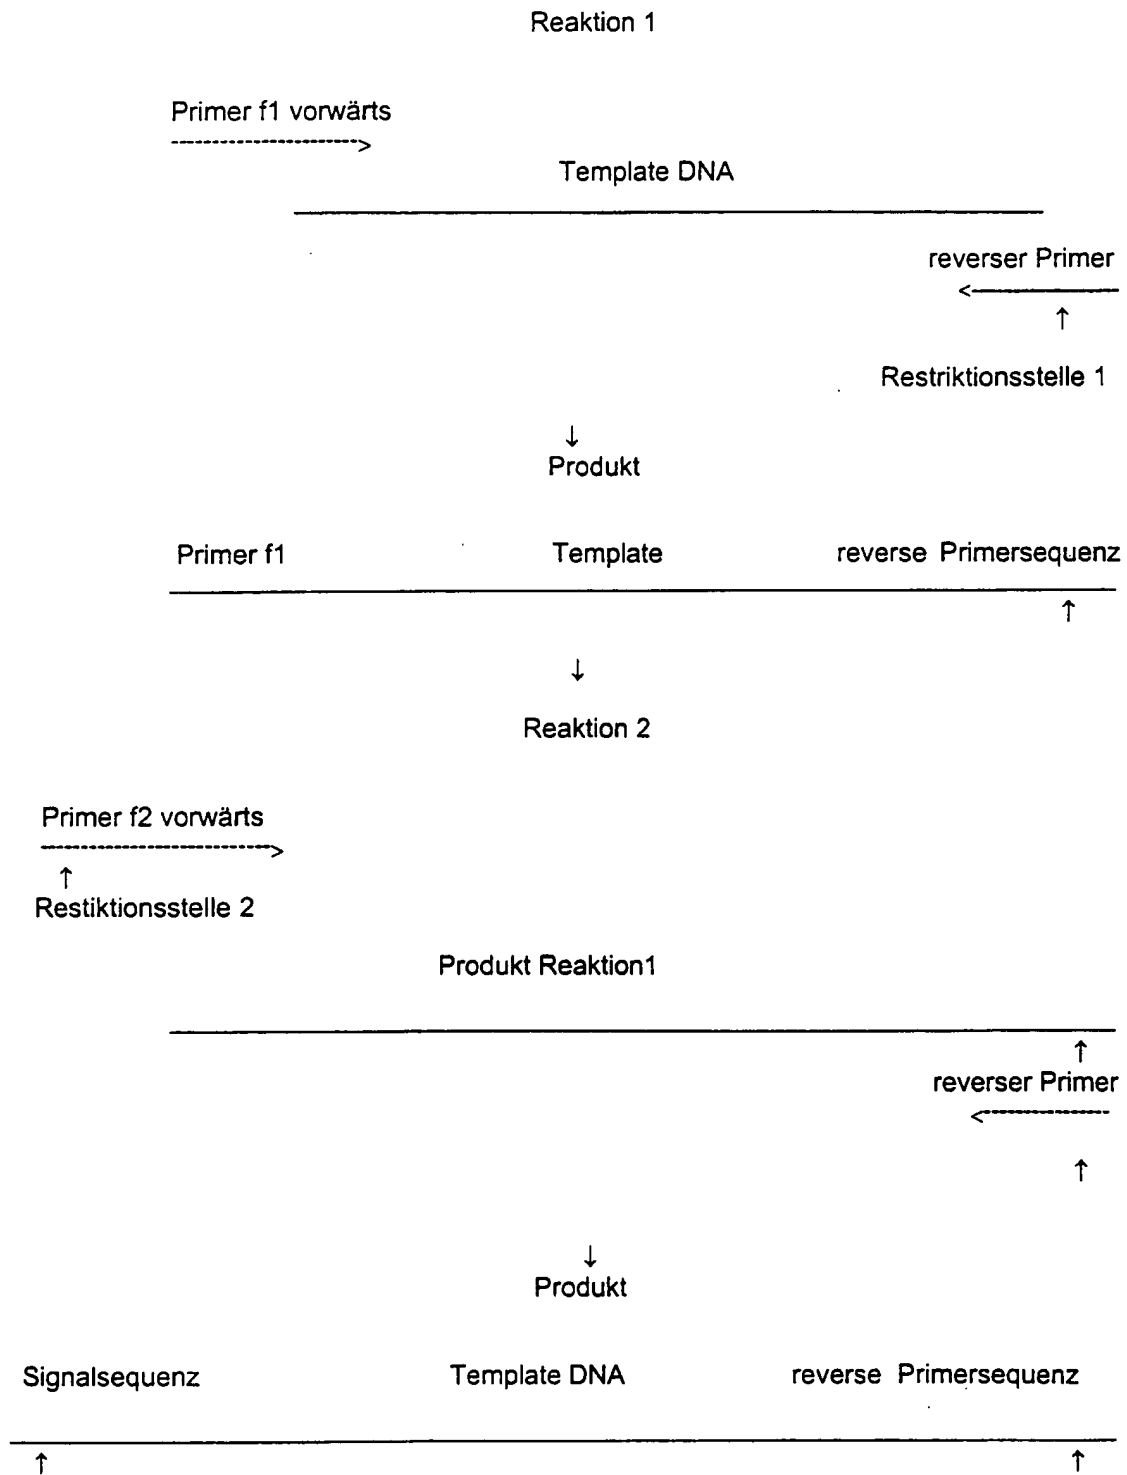 Reaktion 1
Primer f1 vorwärts
Template DNA
reverser Primer
Restriktionsstelle 1
Produkt
Primer f1 Template reverse Primersequenz
Reaktion 2
Primer f2 vorwärts
Restiktionsstelle 2
Produkt Reaktion1
reverser Primer
Produkt
Signalsequenz Template DNA reverse Primersequenz